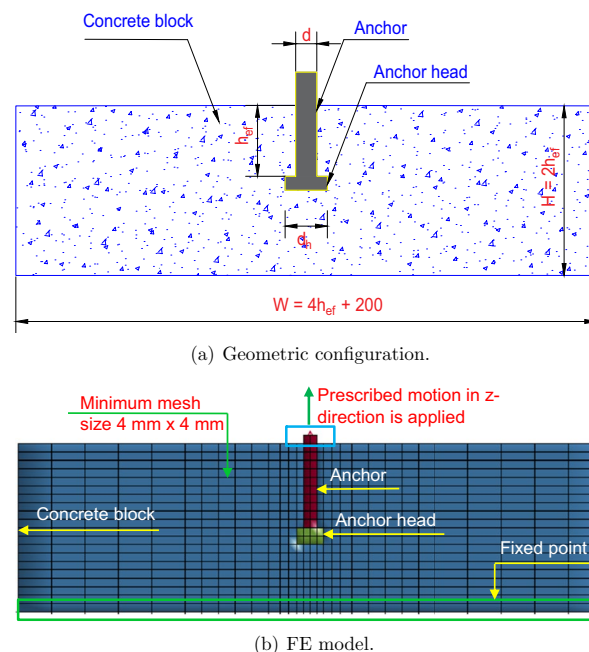 Concrete block
d
Anchor
Anchor head
hef
dh
H = 2hef
W = 4hef + 200
(a) Geometric configuration.
Minimum mesh
size 4 mm x 4 mm
Prescribed motion in z-
direction is applied
Anchor
Concrete block
Anchor head
Fixed point
(b) FE model.